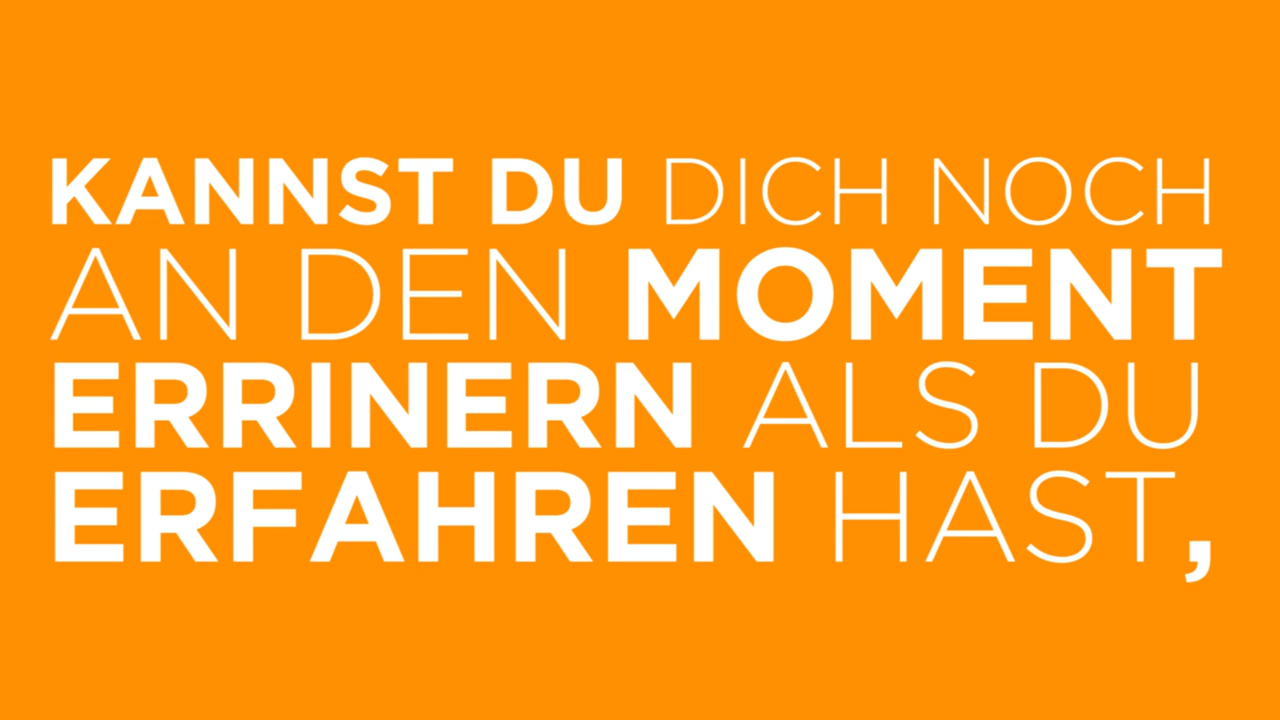 KANNST DU DICH NOCH
AN DEN MOMENT
ERRINERN ALS DU
ERFAHREN HAST,